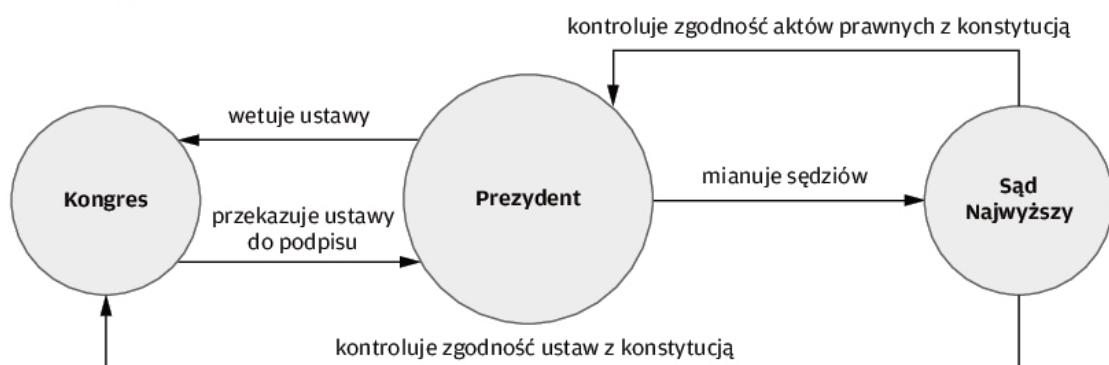 kontroluje zgodność aktów prawnych z konstytucją
wetuje ustawy
Kongres
Prezydent
mianuje sędziów
Sąd
Najwyższy
przekazuje ustawy
do podpisu
kontroluje zgodność ustaw z konstytucją